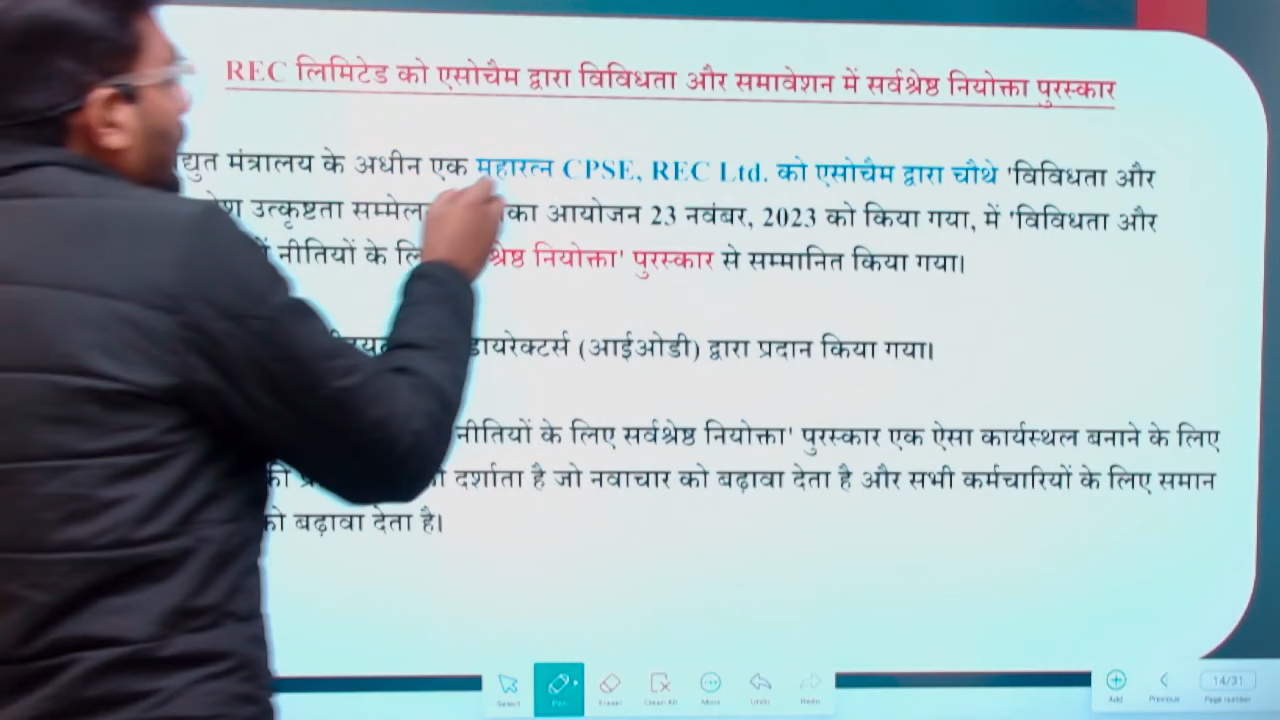 REC लिमिटेड को एसोचैम द्वारा विविधता और समावेशन में सर्वश्रेष्ठ नियोक्ता पुरस्कार
मंत्रालय के अधीन एक महारत्न CPSE, REC Ltd. को एसोचैम द्वारा चौथे 'विविधता और
उत्कृष्टता का आयोजन 23 नवंबर, 2023 को किया गया, में 'विविधता और
नीतियों के नियोक्ता' पुरस्कार से सम्मानित किया गया।
(आईओडी) द्वारा प्रदान किया गया।
नीतियों के लिए सर्वश्रेष्ठ नियोक्ता' पुरस्कार एक ऐसा कार्यस्थल बनाने के लिए
दर्शाता है जो नवाचार को बढ़ावा देता है और सभी कर्मचारियों के लिए समान
को बढ़ावा देता है।
Select Pen Eraser Clean All More Undo Redo Add Previous 14/31 Page number